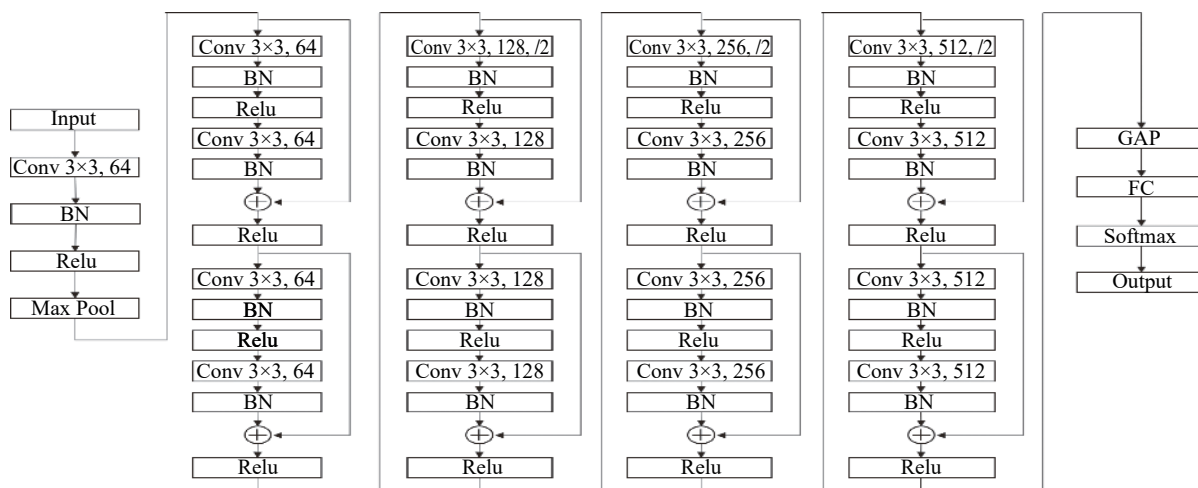 Input
Conv 3×3, 64
BN
Relu
Max Pool
Conv 3×3, 64
BN
Relu
Conv 3×3, 64
BN
Relu
Conv 3×3, 64
BN
Relu
Conv 3×3, 64
BN
Relu
Conv 3×3, 128, /2
BN
Relu
Conv 3×3, 128
BN
Relu
Conv 3×3, 128
BN
Relu
Conv 3×3, 128
BN
Relu
Conv 3×3, 256, /2
BN
Relu
Conv 3×3, 256
BN
Relu
Conv 3×3, 256
BN
Relu
Conv 3×3, 256
BN
Relu
Conv 3×3, 512, /2
BN
Relu
Conv 3×3, 512
BN
Relu
Conv 3×3, 512
BN
Relu
Conv 3×3, 512
BN
Relu
GAP
FC
Softmax
Output